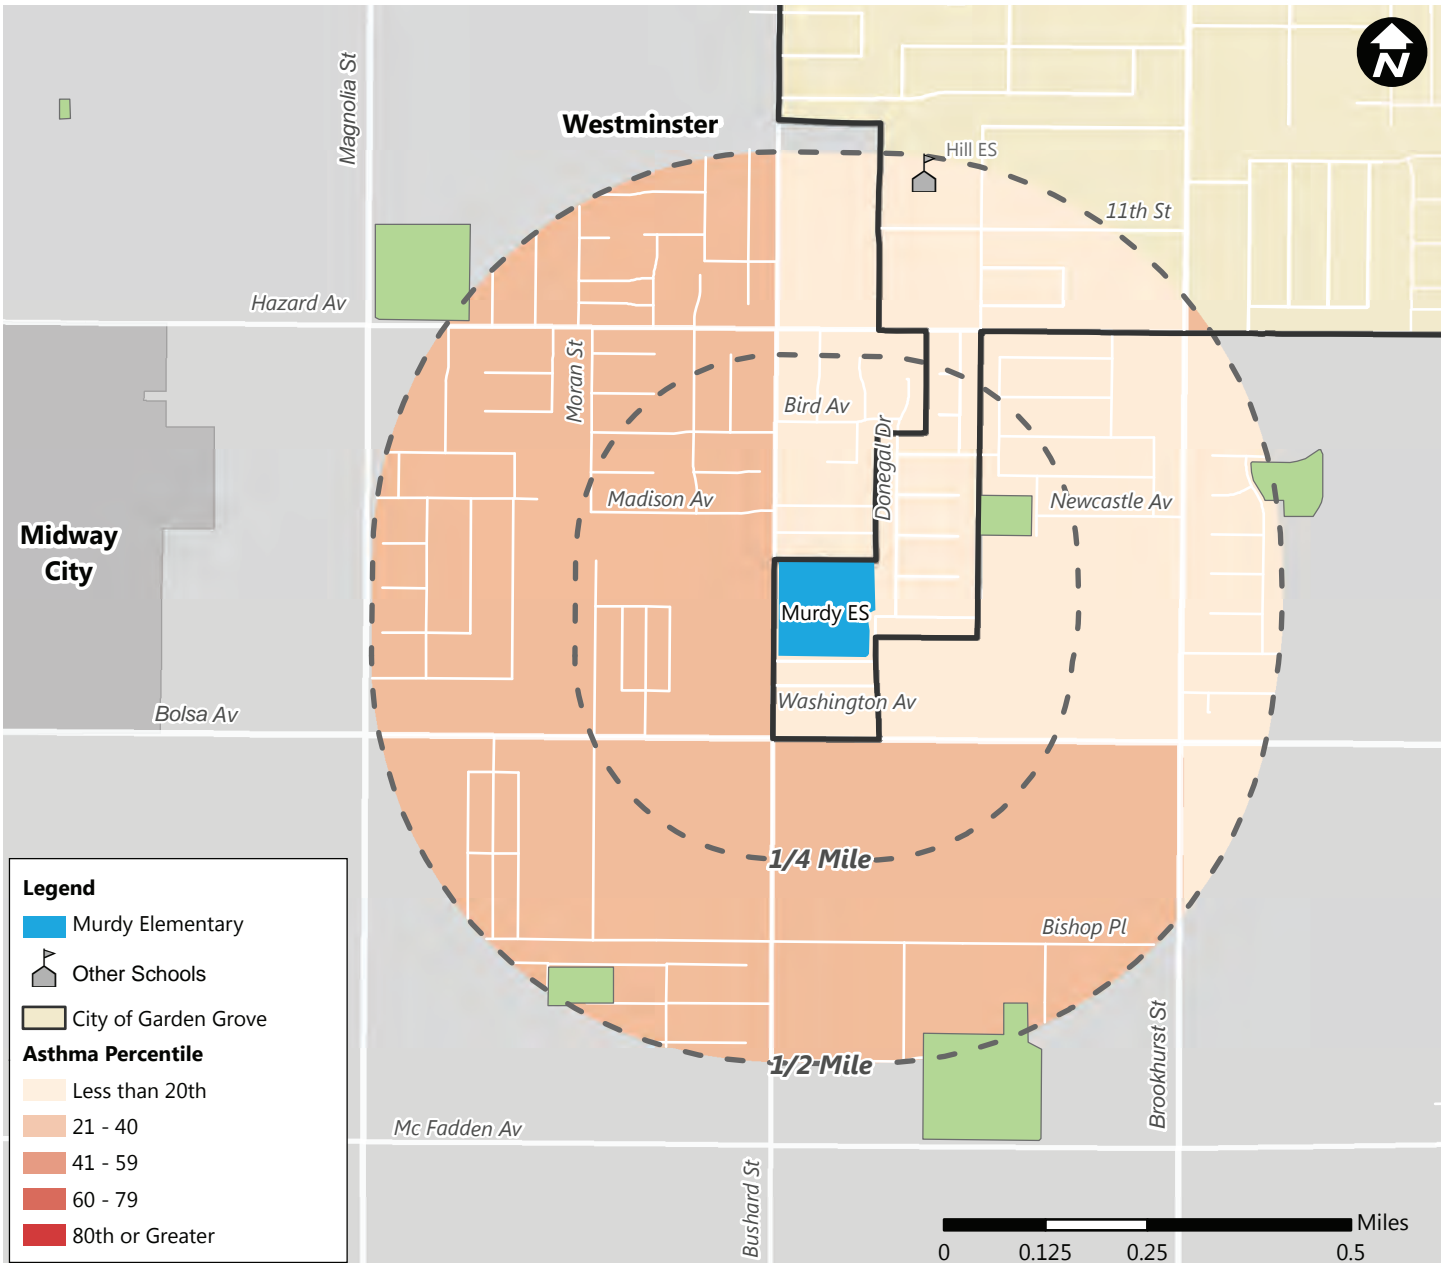 N
Magnolia St
Westminster
Hill ES
11th St
Hazard Av
Moran St
Bird Av
Donegal Dr
Madison Av
Newcastle Av
Midway
City
Murdy ES
Washington Av
Bolsa Av
1/4 Mile
Bishop Pl
1/2 Mile
Brookhurst St
Mc Fadden Av
Bushard St
Legend
Murdy Elementary
Other Schools
City of Garden Grove
Asthma Percentile
Less than 20th
21 - 40
41 - 59
60 - 79
80th or Greater
Miles
0 0.125 0.25 0.5